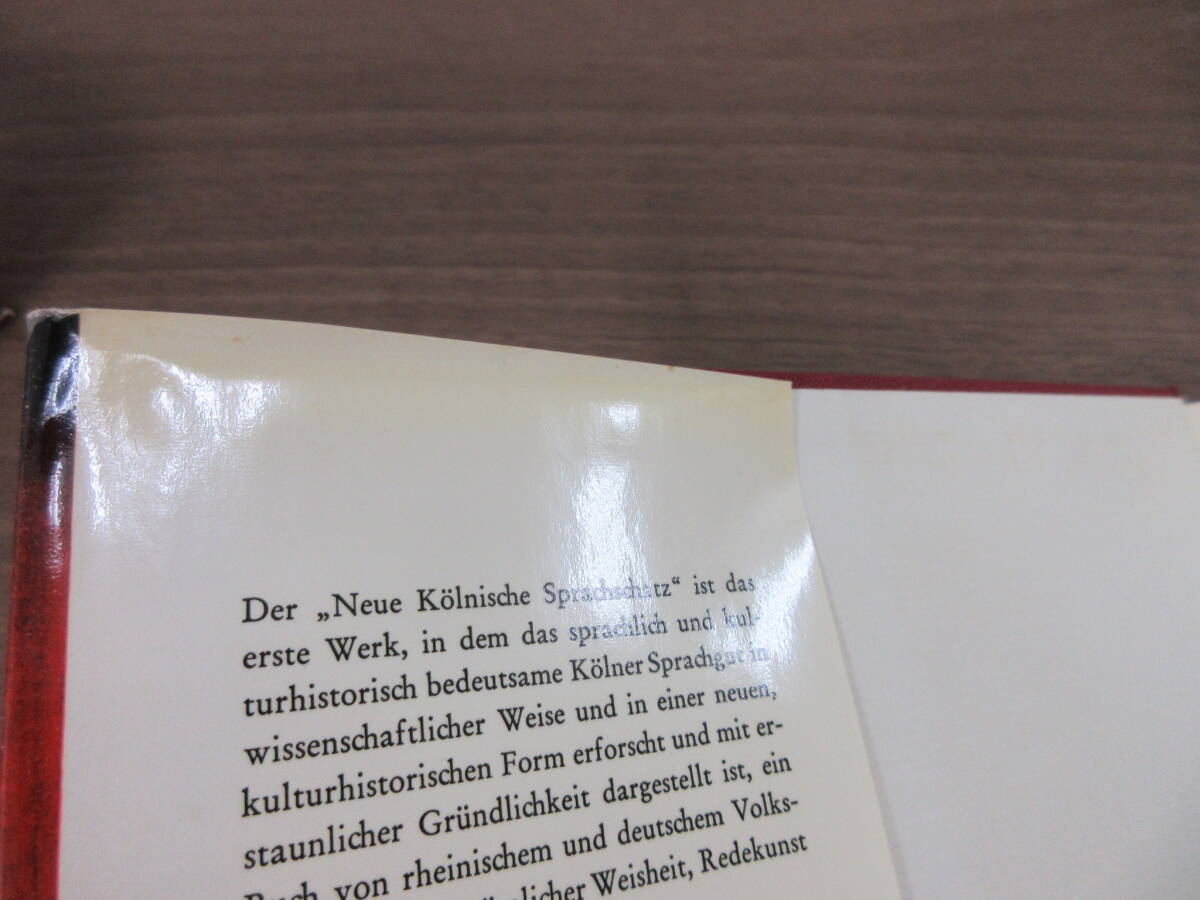 Der „Neue Kölnische Sprachschatz“ ist das
erste Werk, in dem das sprachlich und kul-
turhistorisch bedeutsame Kölner Sprachgut in
wissenschaftlicher Weise und in einer neuen,
kulturhistorischen Form erforscht und mit er-
staunlicher Gründlichkeit dargestellt ist, ein
Buch von rheinischem und deutschem Volks-
Weisheit, Redekunst